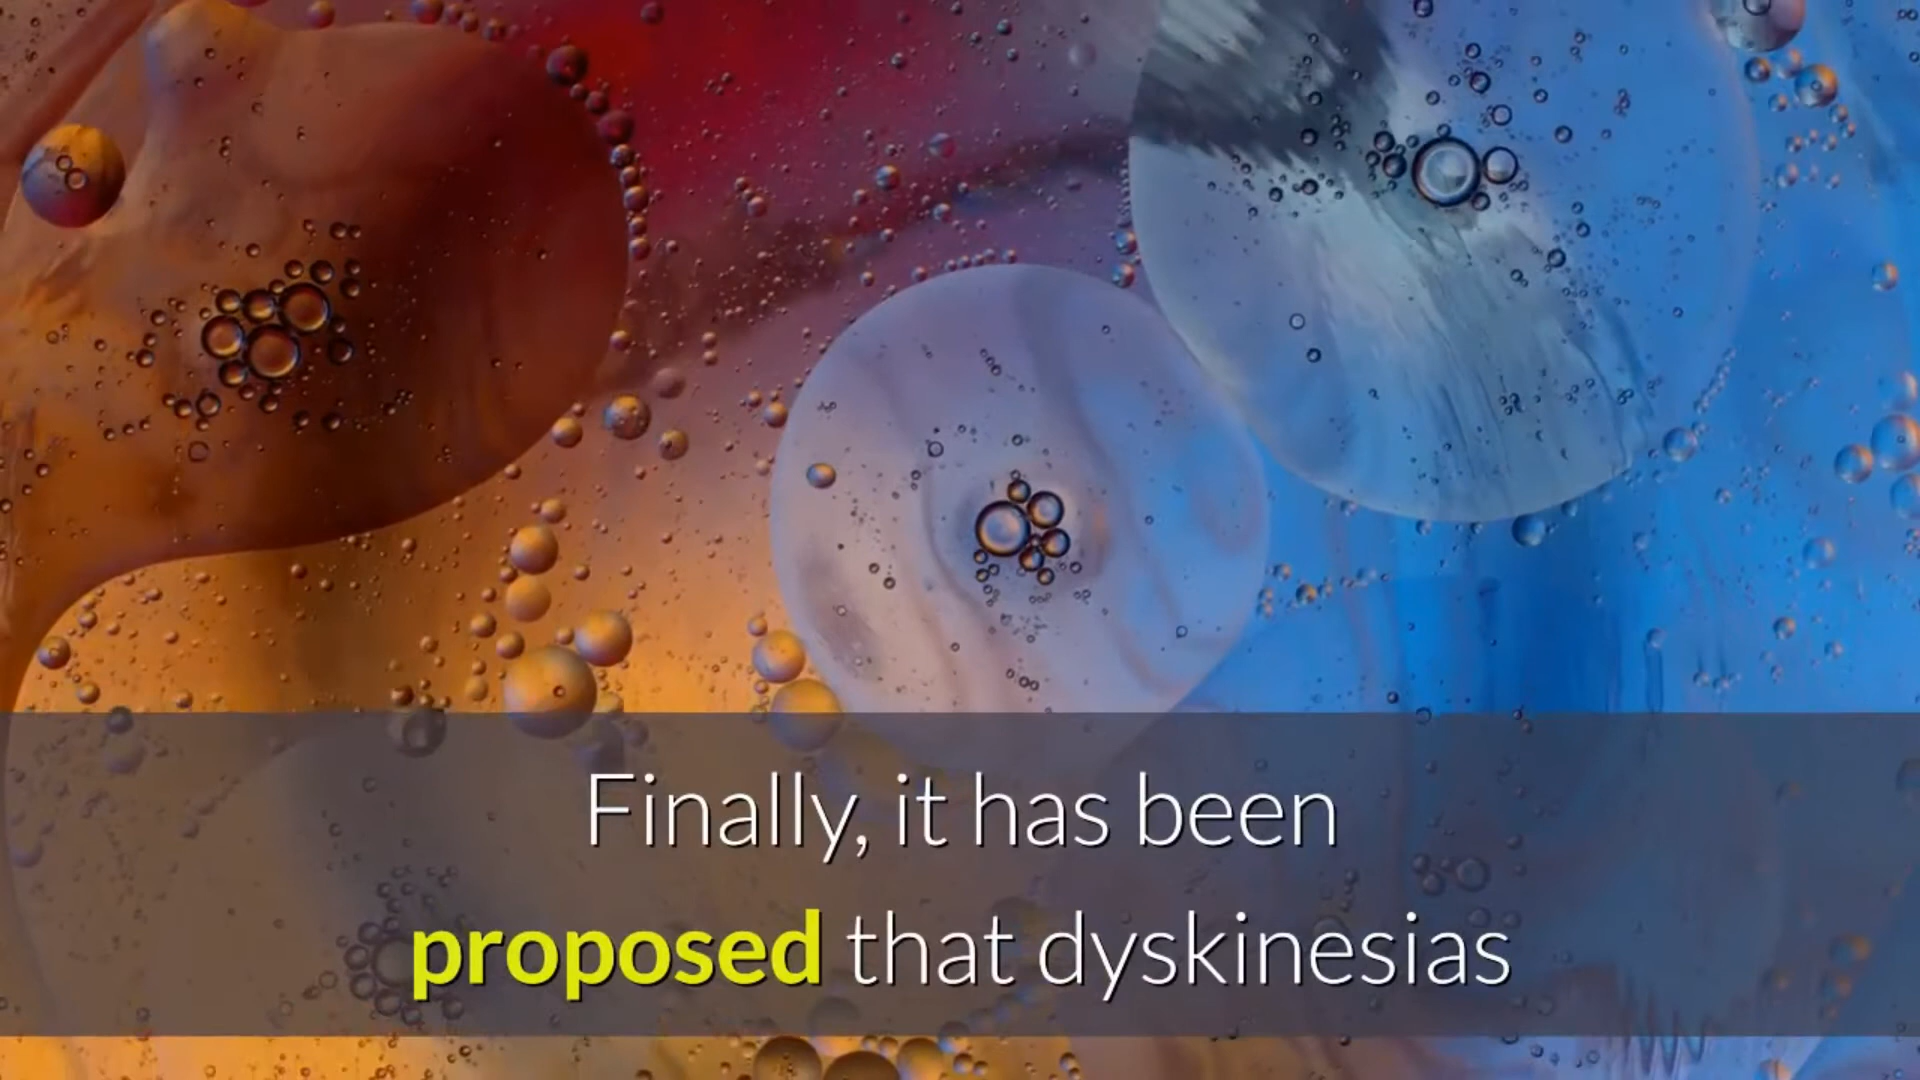 Finally, it has been
proposed that dyskinesias